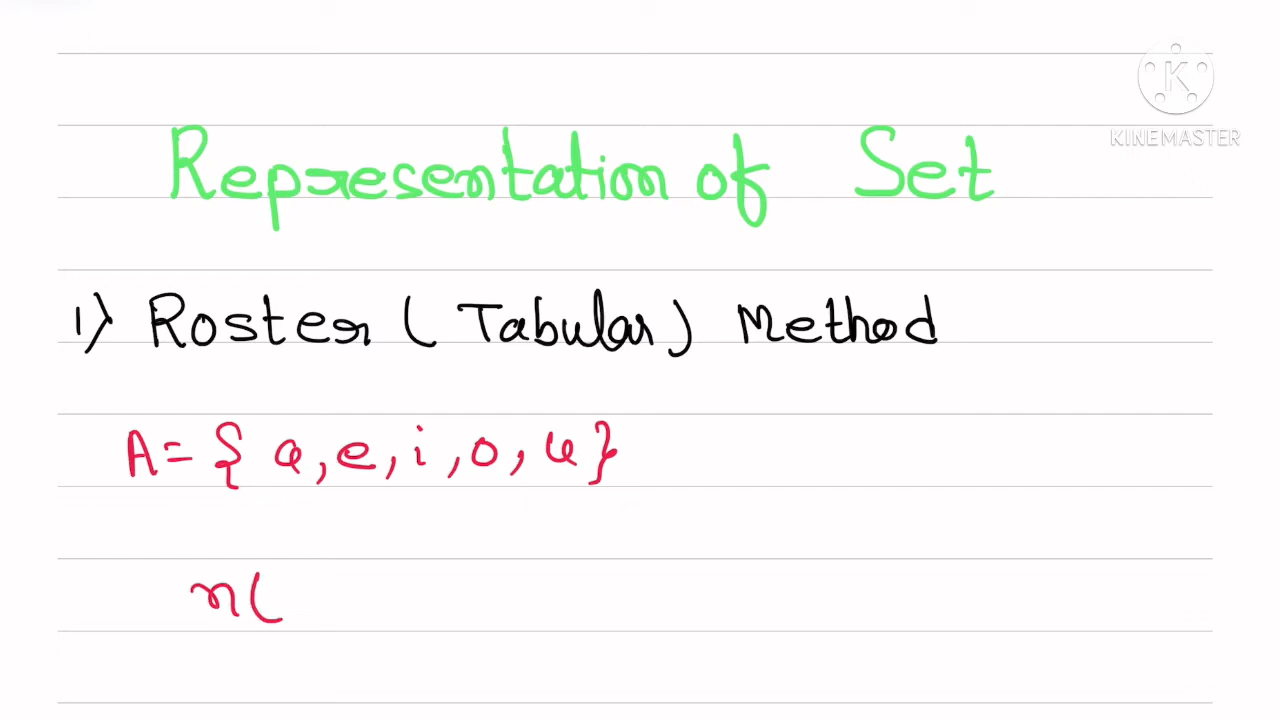 K
KINEMASTER
Representation of Set
1) Roster (Tabular) Method
A = { a, e, i, o, u }
n(